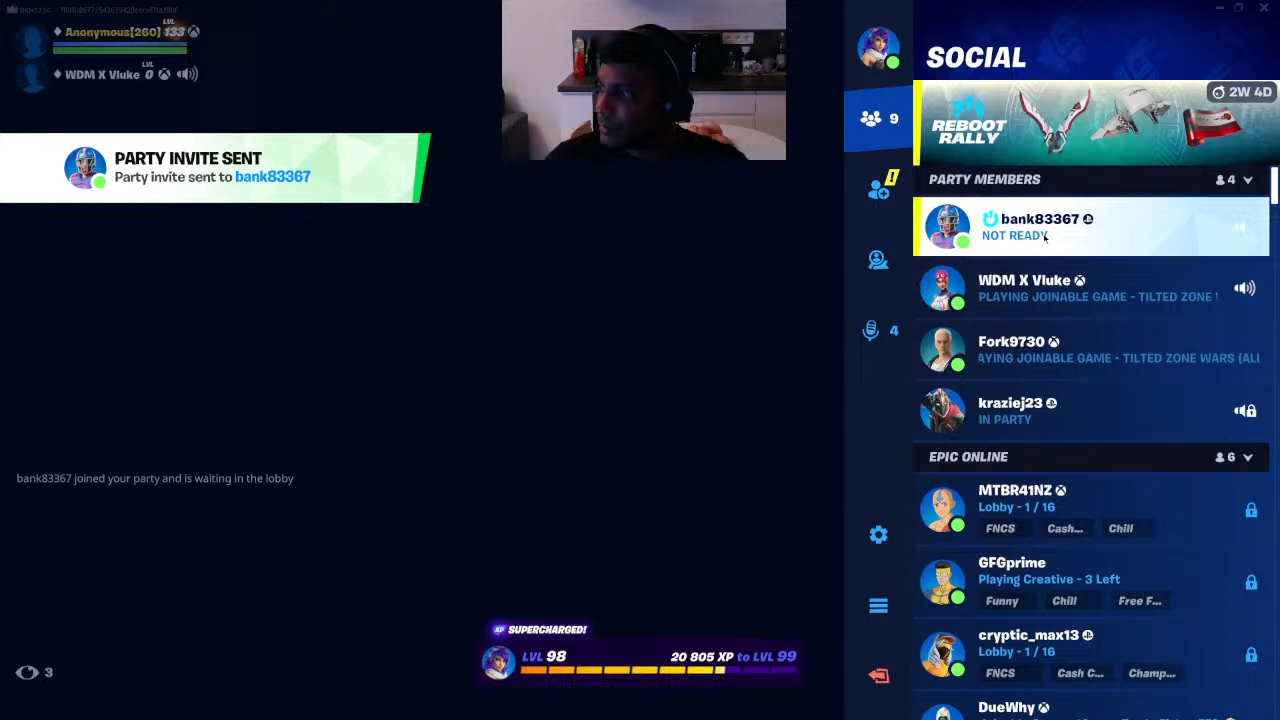 Anonymous[260] LVL 133
WDM X Vluke LVL 0
PARTY INVITE SENT
Party invite sent to bank83367
bank83367 joined your party and is waiting in the lobby
3
SUPERCHARGED!
XP
LVL 98
20 805 XP to LVL 99
9
4
SOCIAL
2W 4D
REBOOT
RALLY
PARTY MEMBERS
4
bank83367
NOT READY
WDM X Vluke
PLAYING JOINABLE GAME - TILTED ZONE
Fork9730
AYING JOINABLE GAME - TILTED ZONE WARS (ALL
kraziej23
IN PARTY
EPIC ONLINE
6
MTBR41NZ
Lobby - 1 / 16
FNCS Cash... Chill
GFGprime
Playing Creative - 3 Left
Funny Chill Free F...
cryptic_max13
Lobby - 1 / 16
FNCS Cash C... Champ...
DueWhy